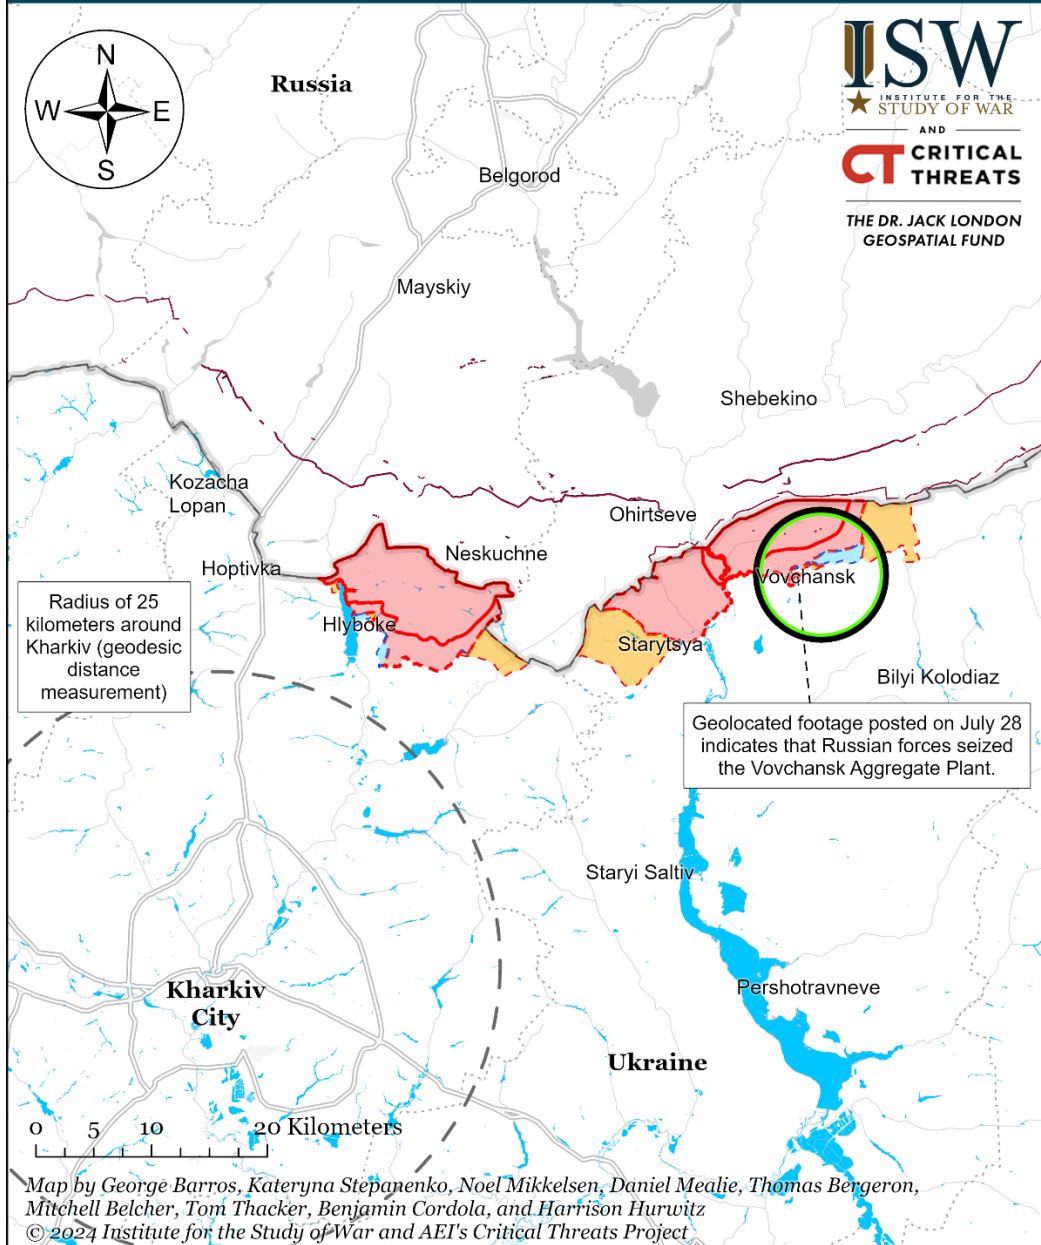 N
W E
S
Russia
ISW
INSTITUTE FOR THE
STUDY OF WAR
AND
CT CRITICAL
THREATS
THE DR. JACK LONDON
GEOSPATIAL FUND
Belgorod
Mayskiy
Shebekino
Kozacha
Lopan
Ohirtseve
Neskuchne
Hoptivka
Vovchansk
Radius of 25
kilometers around
Kharkiv (geodesic
distance
measurement)
Hlyboke
Starytsya
Bilyi Kolodiaz
Geolocated footage posted on July 28
indicates that Russian forces seized
the Vovchansk Aggregate Plant.
Staryi Saltiv
Pershotravneve
Kharkiv
City
Ukraine
0 5 10 20 Kilometers
Map by George Barros, Kateryna Stepanenko, Noel Mikkelsen, Daniel Mealie, Thomas Bergeron,
Mitchell Belcher, Tom Thacker, Benjamin Cordola, and Harrison Hurwitz
© 2024 Institute for the Study of War and AEI's Critical Threats Project